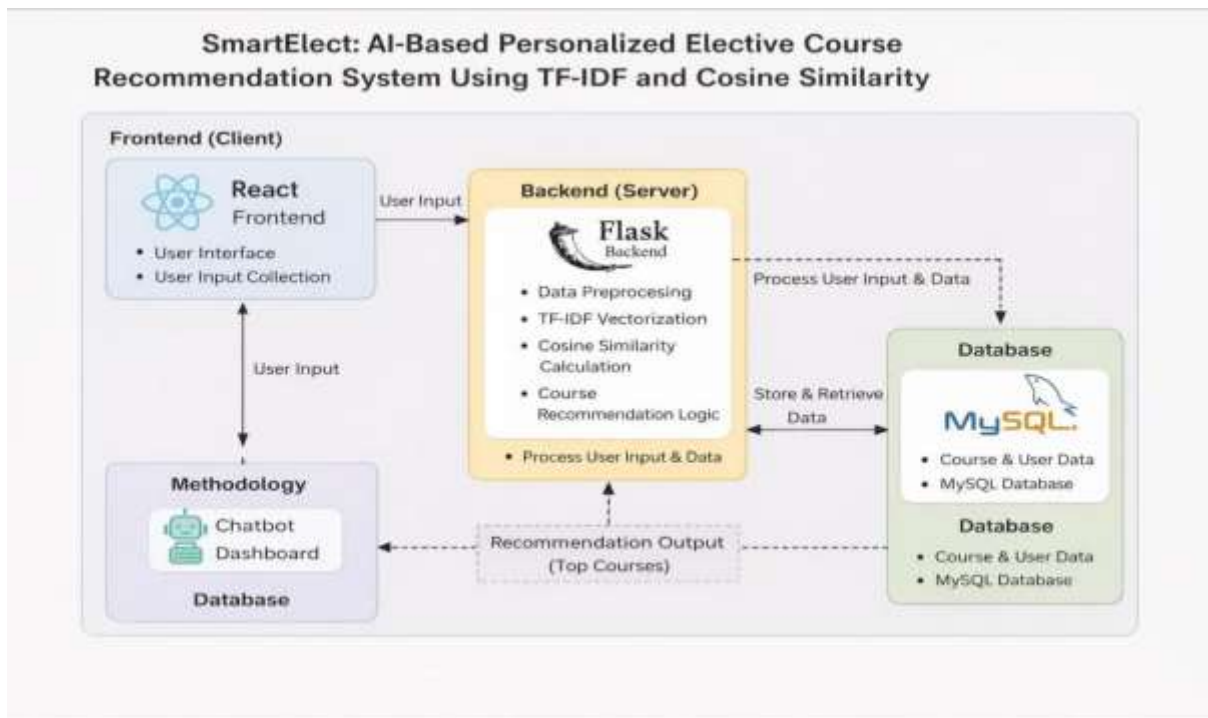 SmartElect: AI-Based Personalized Elective Course
Recommendation System Using TF-IDF and Cosine Similarity
Frontend (Client)
React
Frontend
• User Interface
• User Input Collection
User Input
Backend (Server)
Flask
Backend
• Data Preprocesing
• TF-IDF Vectorization
• Cosine Similarity
Calculation
• Course
Recommendation Logic
• Process User Input & Data
Process User Input & Data
Store & Retrieve
Data
Database
MySQL.
• Course & User Data
• MySQL Database
Database
• Course & User Data
• MySQL Database
User Input
Methodology
Chatbot
Dashboard
Database
Recommendation Output
(Top Courses)